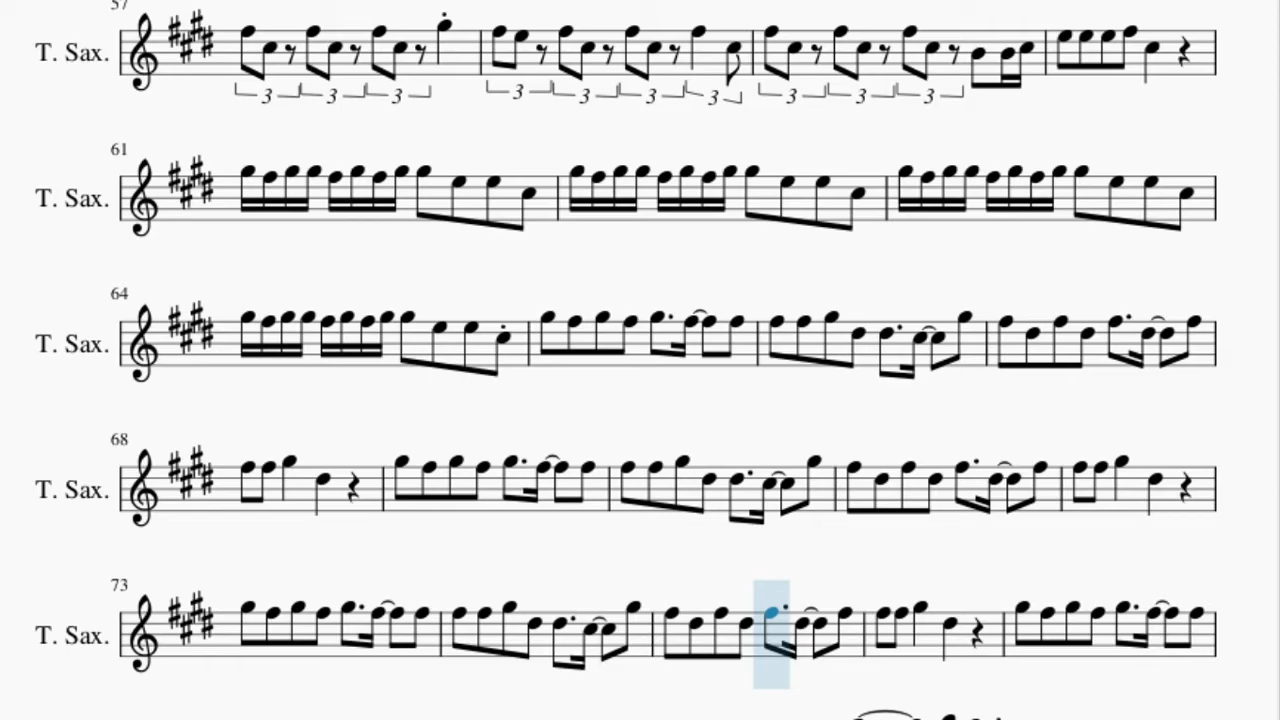 57
T. Sax.
3 3 3 3 3 3 3 3 3 3
61
T. Sax.
64
T. Sax.
68
T. Sax.
73
T. Sax.